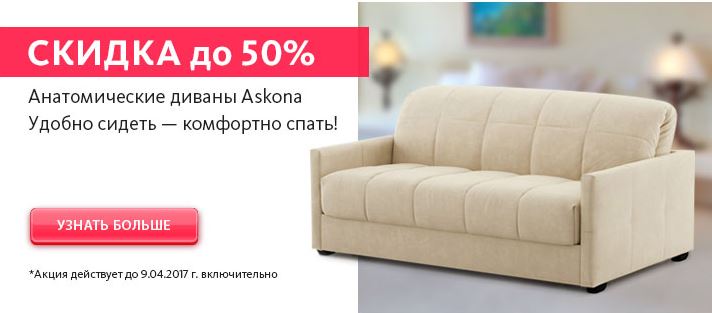 СКИДКА до 50%
Анатомические диваны Askona
Удобно сидеть — комфортно спать!
УЗНАТЬ БОЛЬШЕ
*Акция действует до 9.04.2017 г. включительно